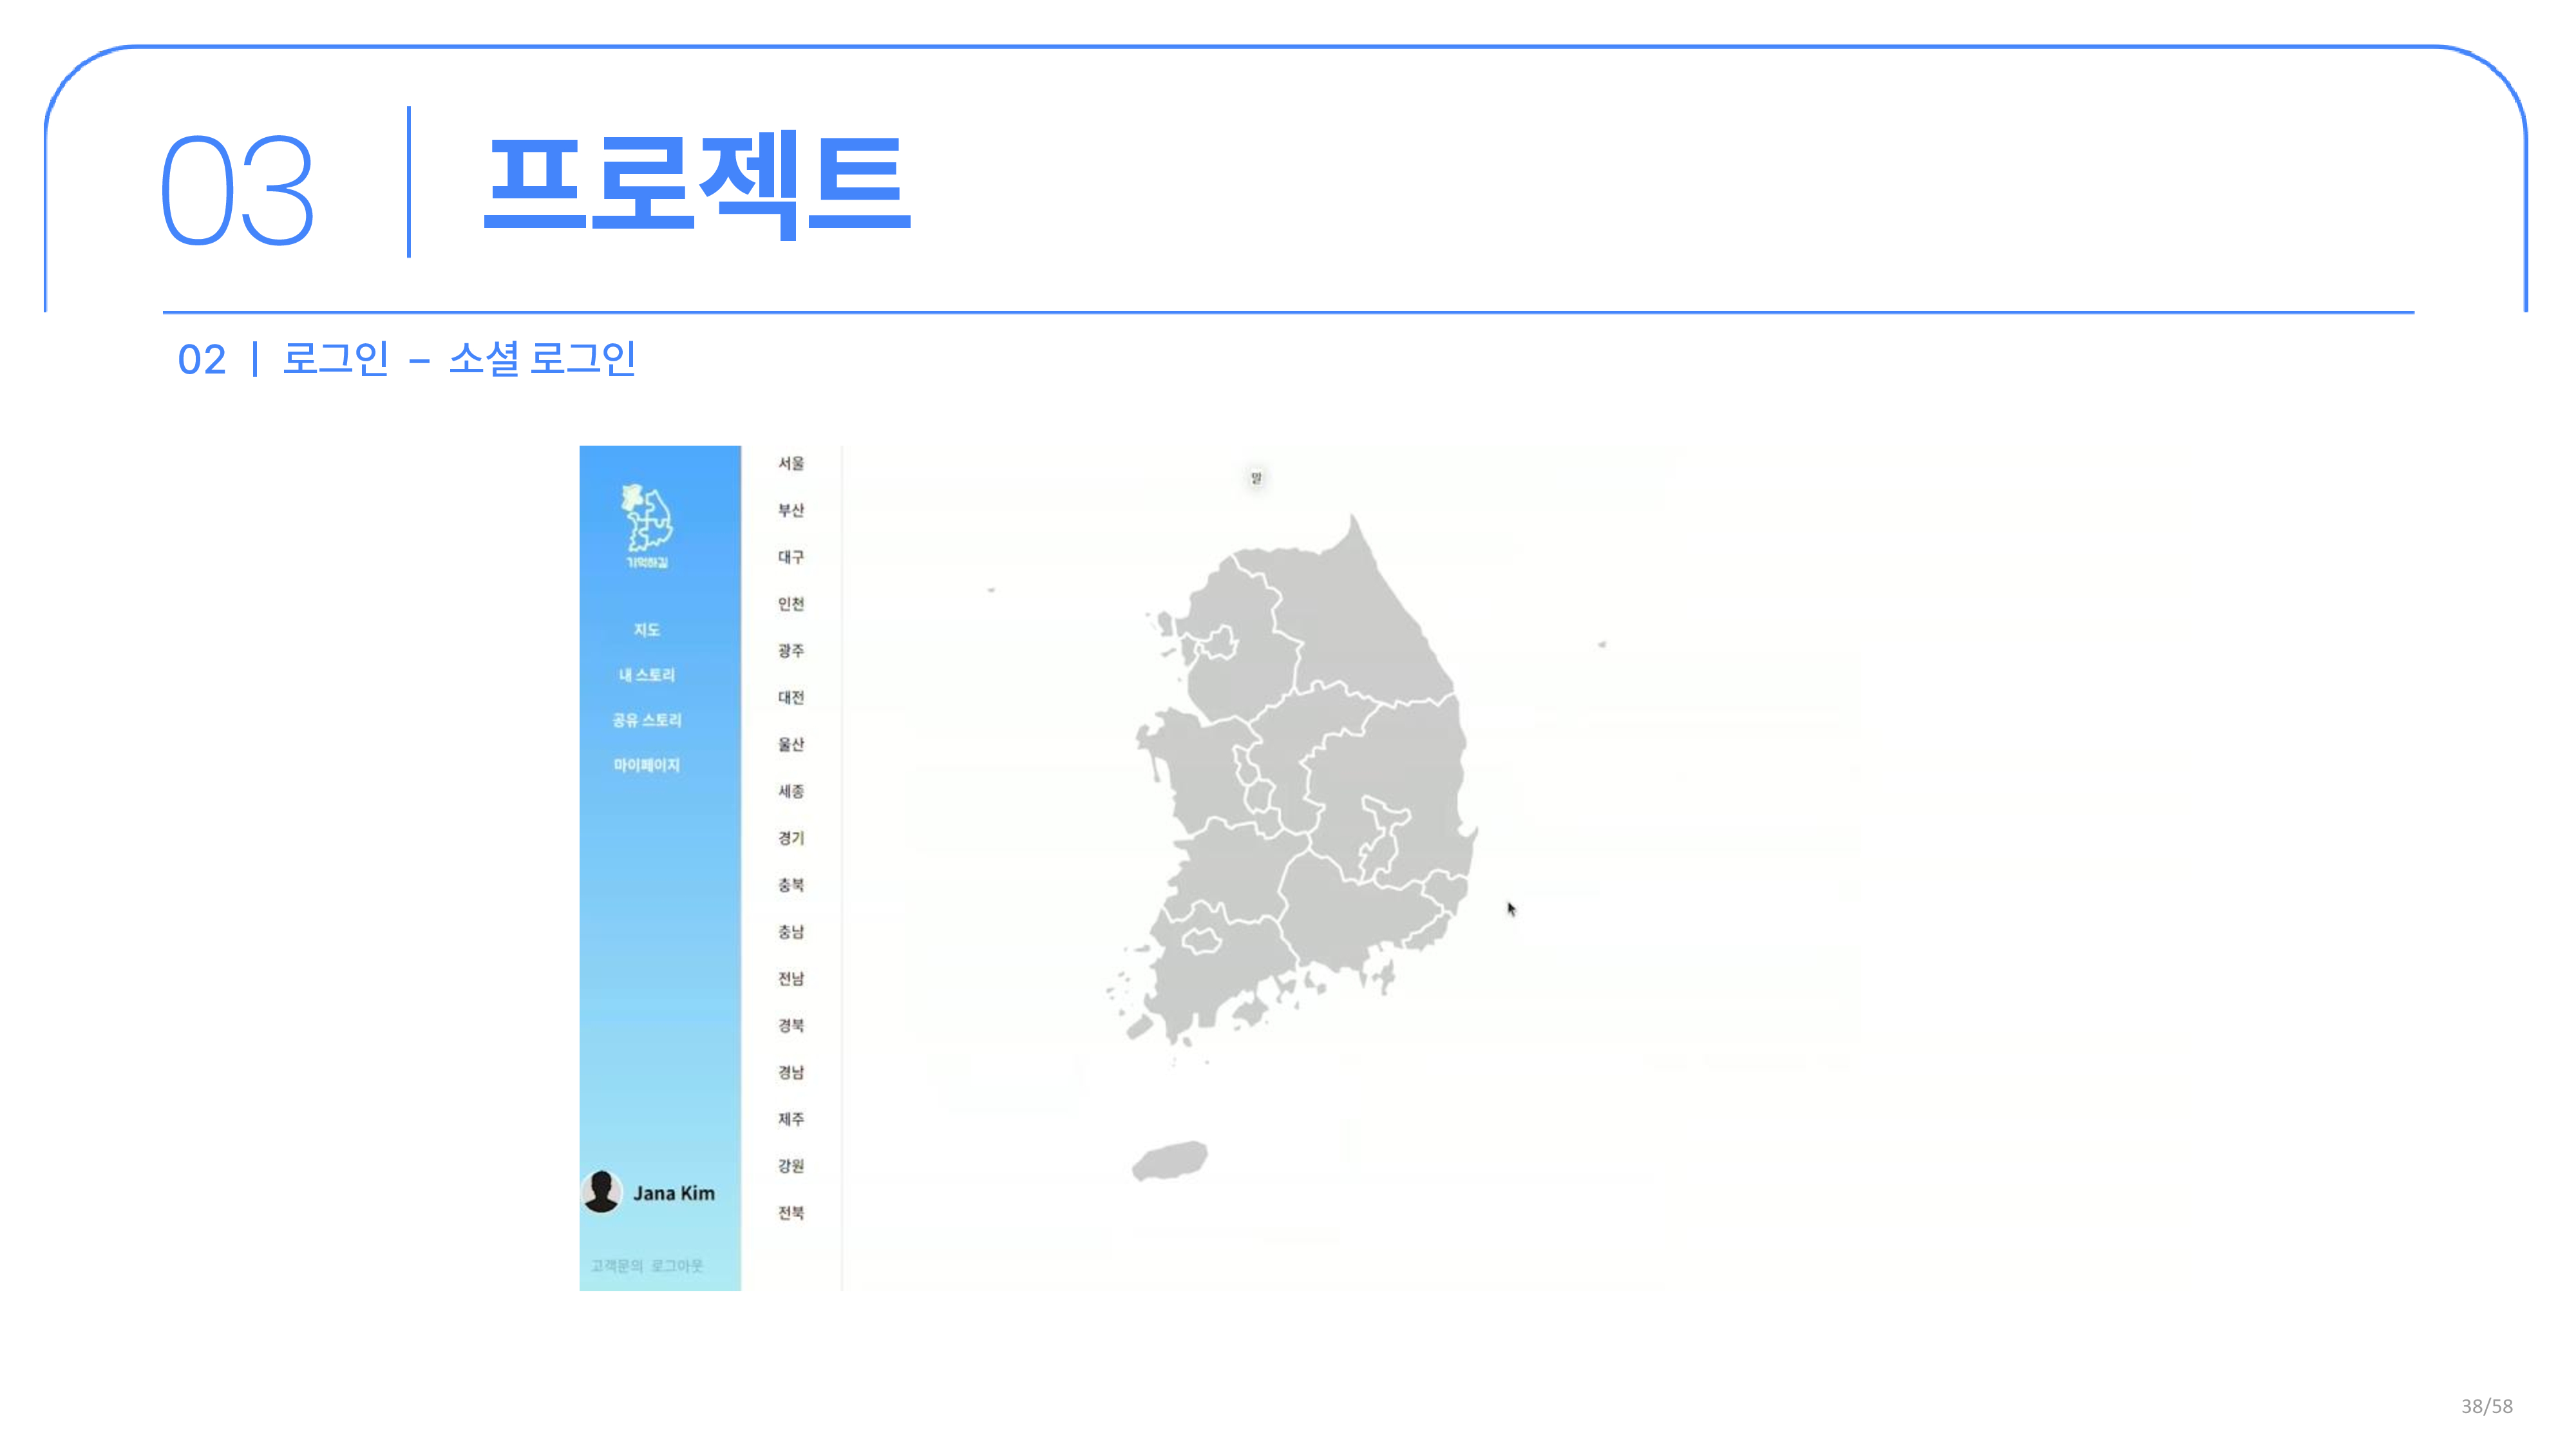 03 | 프로젝트
02 | 로그인 – 소셜 로그인
기억하길
지도
내 스토리
공유 스토리
마이페이지
Jana Kim
고객문의 로그아웃
서울
부산
대구
인천
광주
대전
울산
세종
경기
충북
충남
전남
경북
경남
제주
강원
전북
38/58